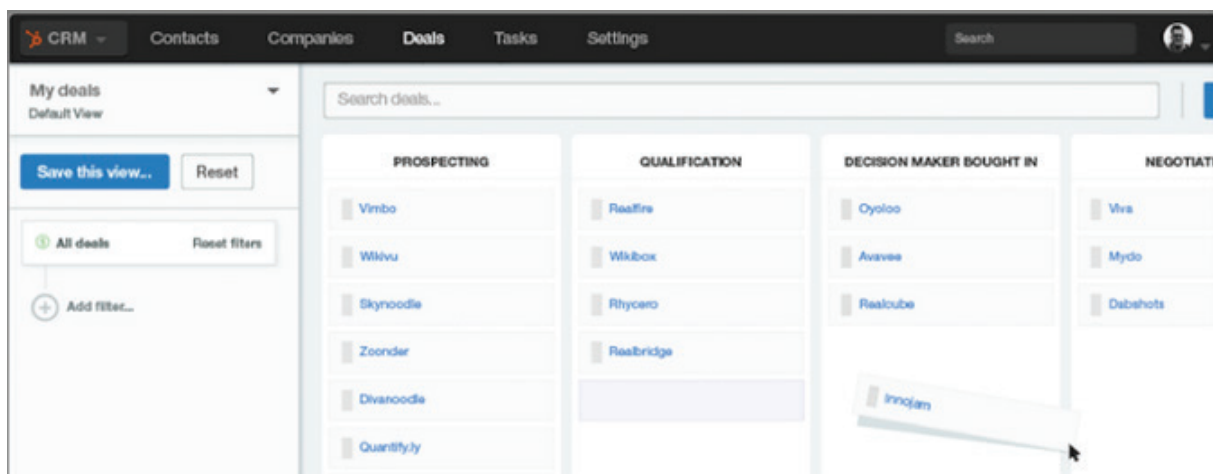 CRM Contacts Companies Deals Tasks Settings Search
My deals
Default View
Search deals...
Save this view... Reset
All deals Reset filters
Add filter...
PROSPECTING QUALIFICATION DECISION MAKER BOUGHT IN NEGOTIATI
Vimbo Realfire Oyoloo Viva
Wikivu Wikibox Avavee Mydo
Skynoodle Rhycero Realcube Dabshots
Zoonder Realbridge
Divanoodle Innojam
Quantify.ly